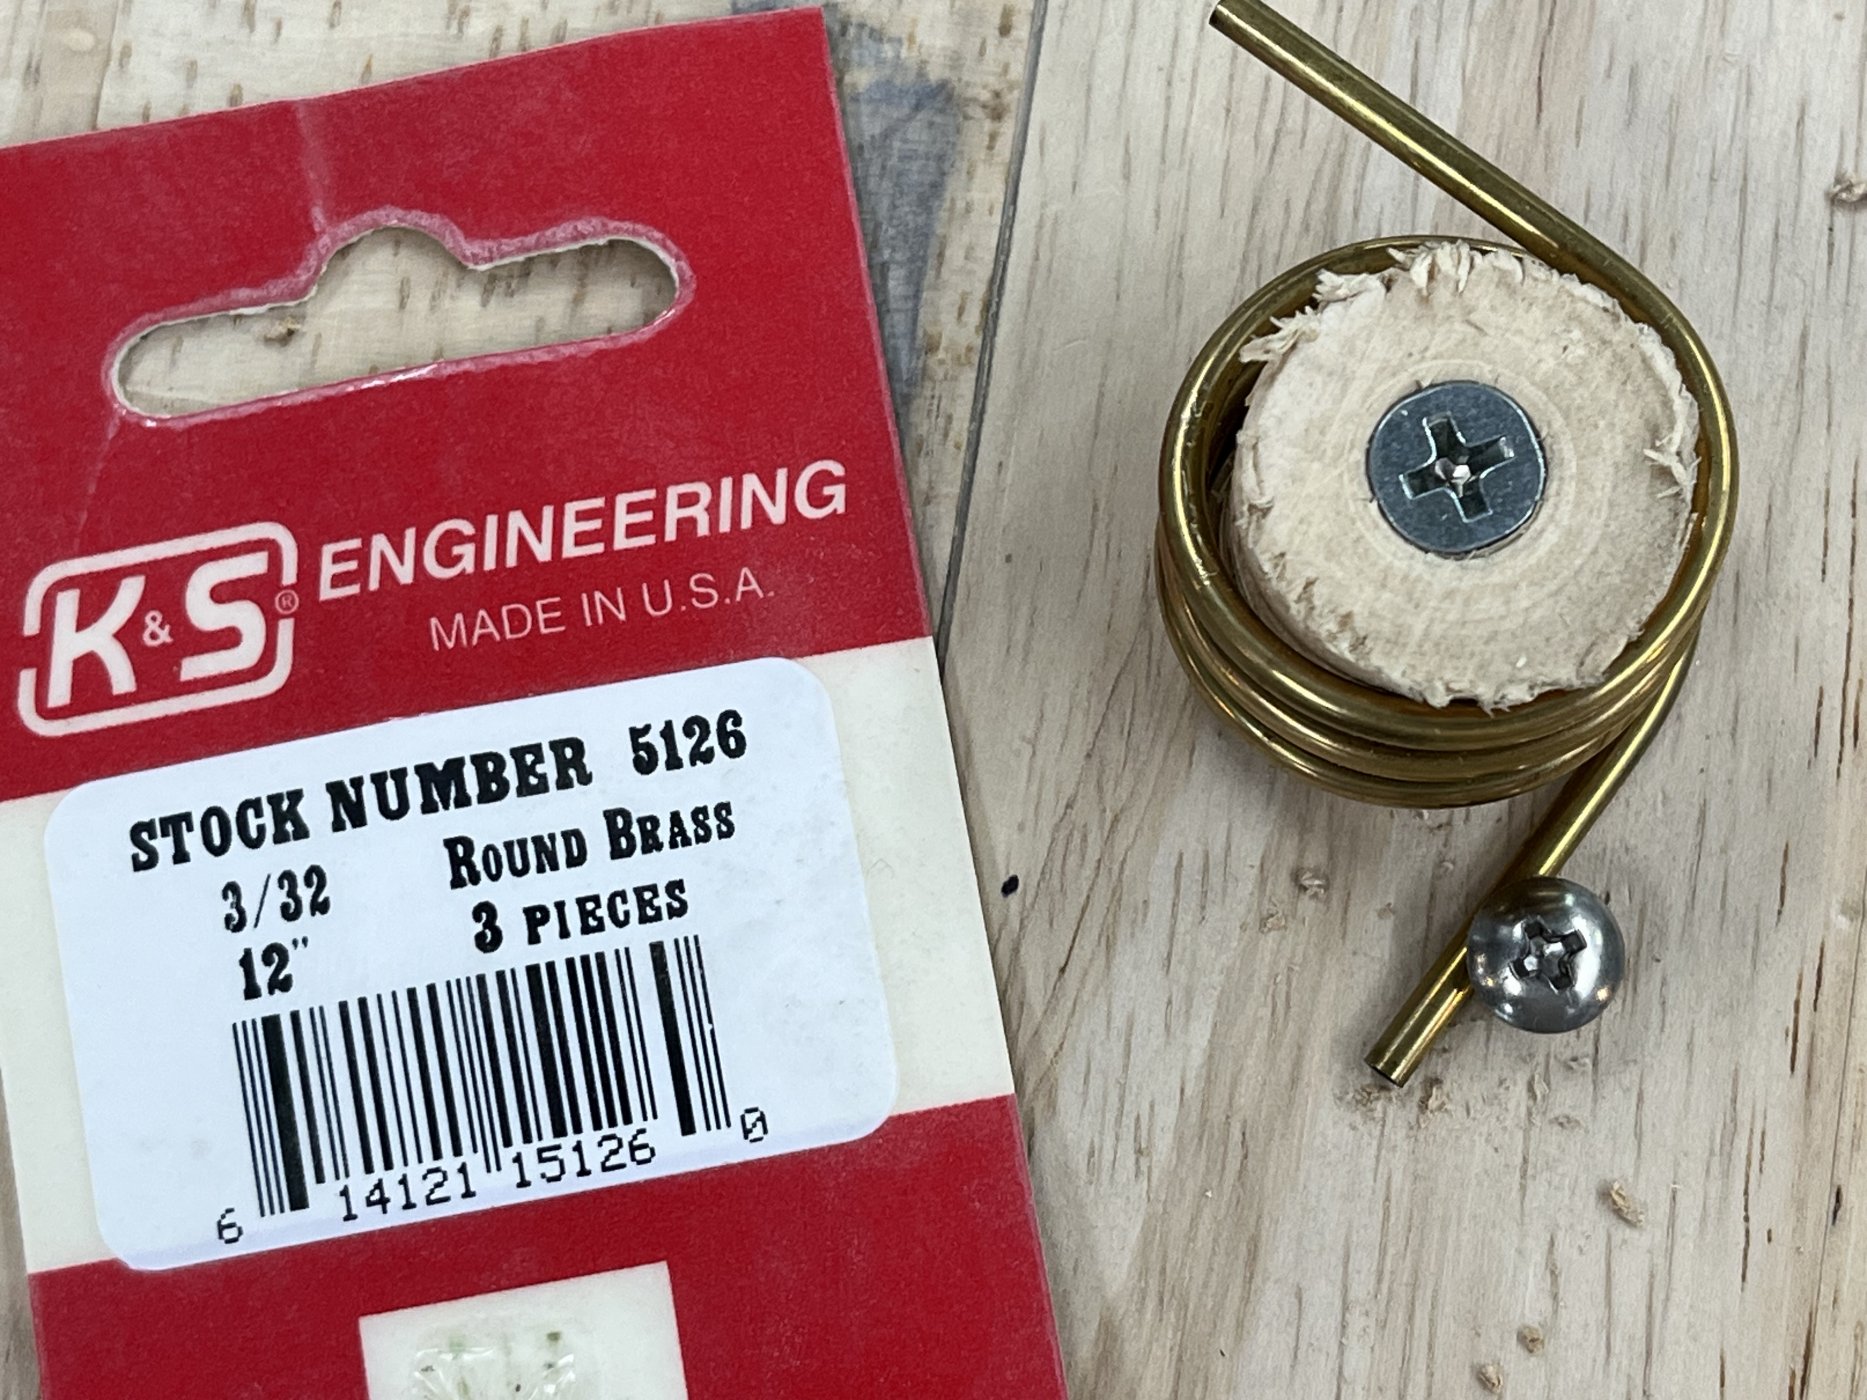 K&S® ENGINEERING
MADE IN U.S.A.
STOCK NUMBER 5126
3/32 ROUND BRASS
12" 3 PIECES
6 14121 15126 0